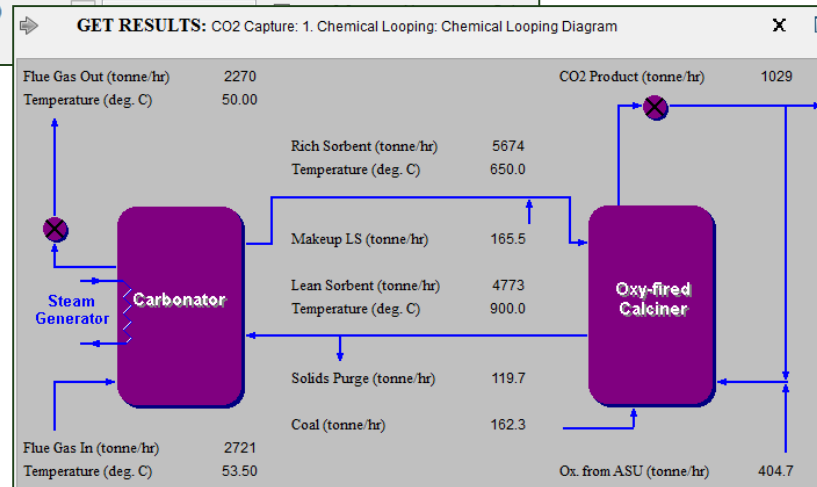 GET RESULTS: CO2 Capture: 1. Chemical Looping: Chemical Looping Diagram X
Flue Gas Out (tonne/hr) 2270
Temperature (deg. C) 50.00
CO2 Product (tonne/hr) 1029
Rich Sorbent (tonne/hr) 5674
Temperature (deg. C) 650.0
Makeup LS (tonne/hr) 165.5
Lean Sorbent (tonne/hr) 4773
Temperature (deg. C) 900.0
Steam
Generator
Carbonator
Oxy-fired
Calciner
Solids Purge (tonne/hr) 119.7
Coal (tonne/hr) 162.3
Flue Gas In (tonne/hr) 2721
Temperature (deg. C) 53.50
Ox. from ASU (tonne/hr) 404.7